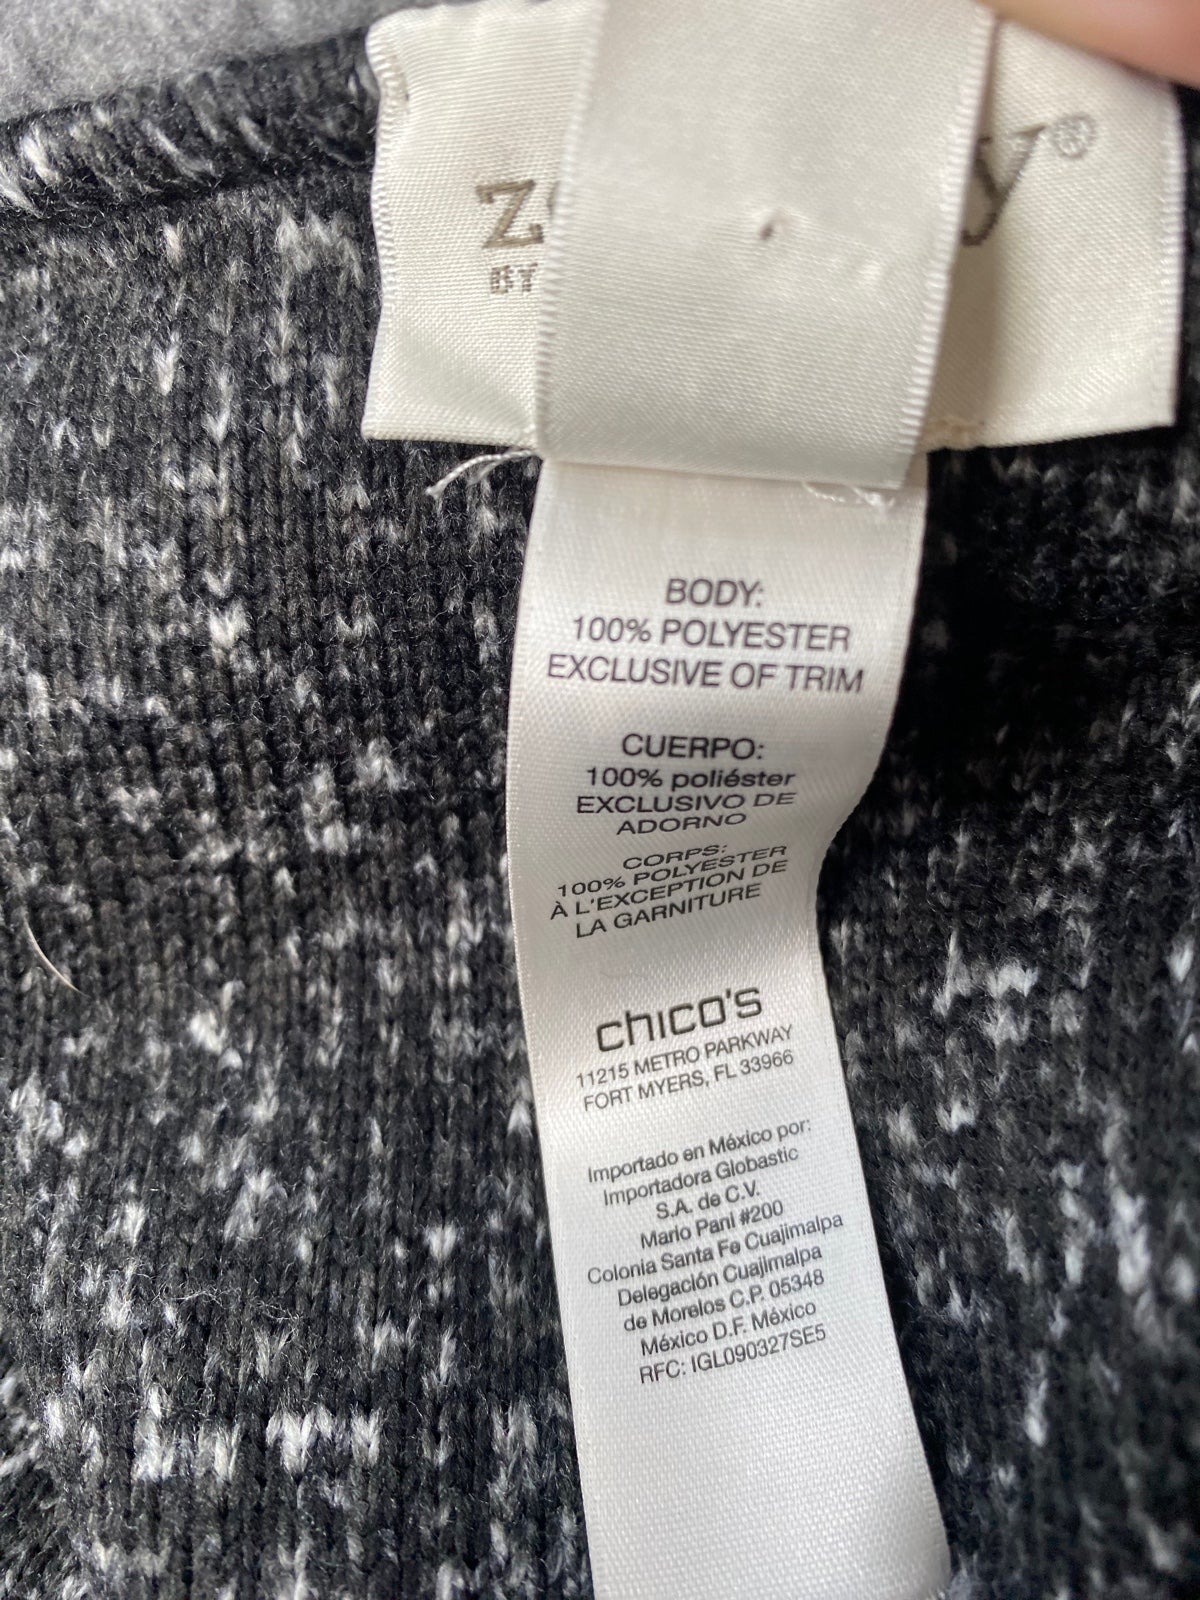 BY
BODY:
100% POLYESTER
EXCLUSIVE OF TRIM
CUERPO:
100% poliéster
EXCLUSIVO DE
ADORNO
CORPS:
100% POLYESTER
À L'EXCEPTION DE
LA GARNITURE
chico's
11215 METRO PARKWAY
FORT MYERS, FL 33966
Importado en México por:
Importadora Globastic
S.A. de C.V.
Mario Pani #200
Colonia Santa Fe Cuajimalpa
Delegación Cuajimalpa
de Morelos C.P. 05348
México D.F. México
RFC: IGL090327SE5